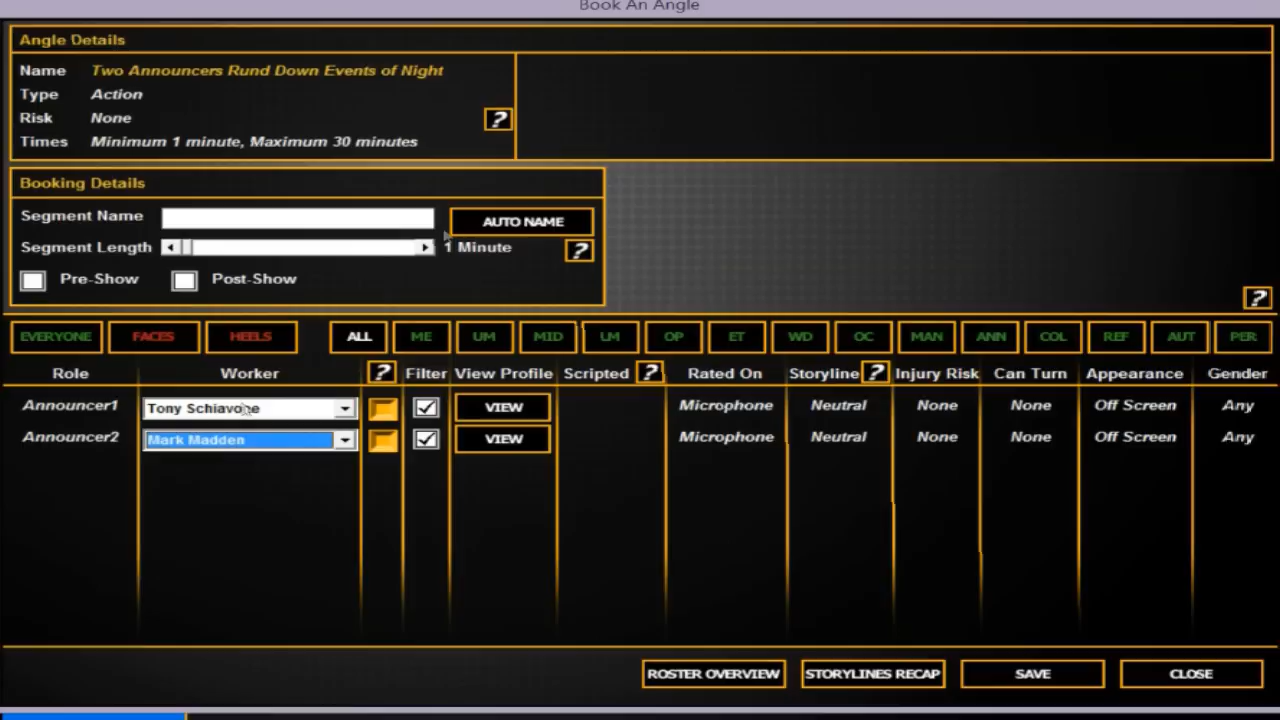 Book An Angle
Angle Details
Name Two Announcers Rund Down Events of Night
Type Action
Risk None
?
Times Minimum 1 minute, Maximum 30 minutes
Booking Details
Segment Name AUTO NAME
Segment Length 1 Minute ?
Pre-Show Post-Show
?
EVERYONE FACES HEELS ALL ME UM MID LM OP ET WD OC MAN ANN COL REF AUT PER
Role Worker ? Filter View Profile Scripted ? Rated On Storyline ? Injury Risk Can Turn Appearance Gender
Announcer1 Tony Schiavone VIEW Microphone Neutral None None Off Screen Any
Announcer2 Mark Madden VIEW Microphone Neutral None None Off Screen Any
ROSTER OVERVIEW STORYLINES RECAP SAVE CLOSE